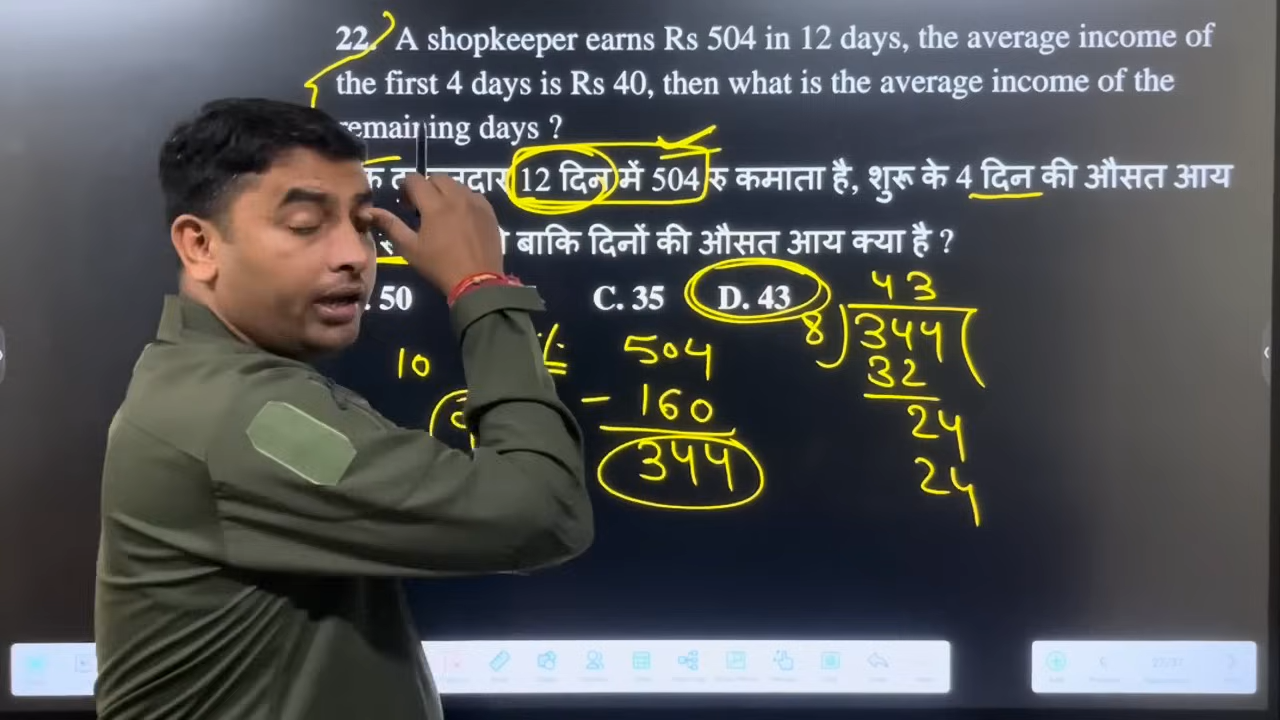 22. A shopkeeper earns Rs 504 in 12 days, the average income of
the first 4 days is Rs 40, then what is the average income of the
remaining days ?
12 दिन में 504 रु कमाता है, शुरू के 4 दिन की औसत आय
बाकि दिनों की औसत आय क्या है ?
50 C. 35 D. 43
43
8) 344 (
32
24
24
10
504
- 160
344